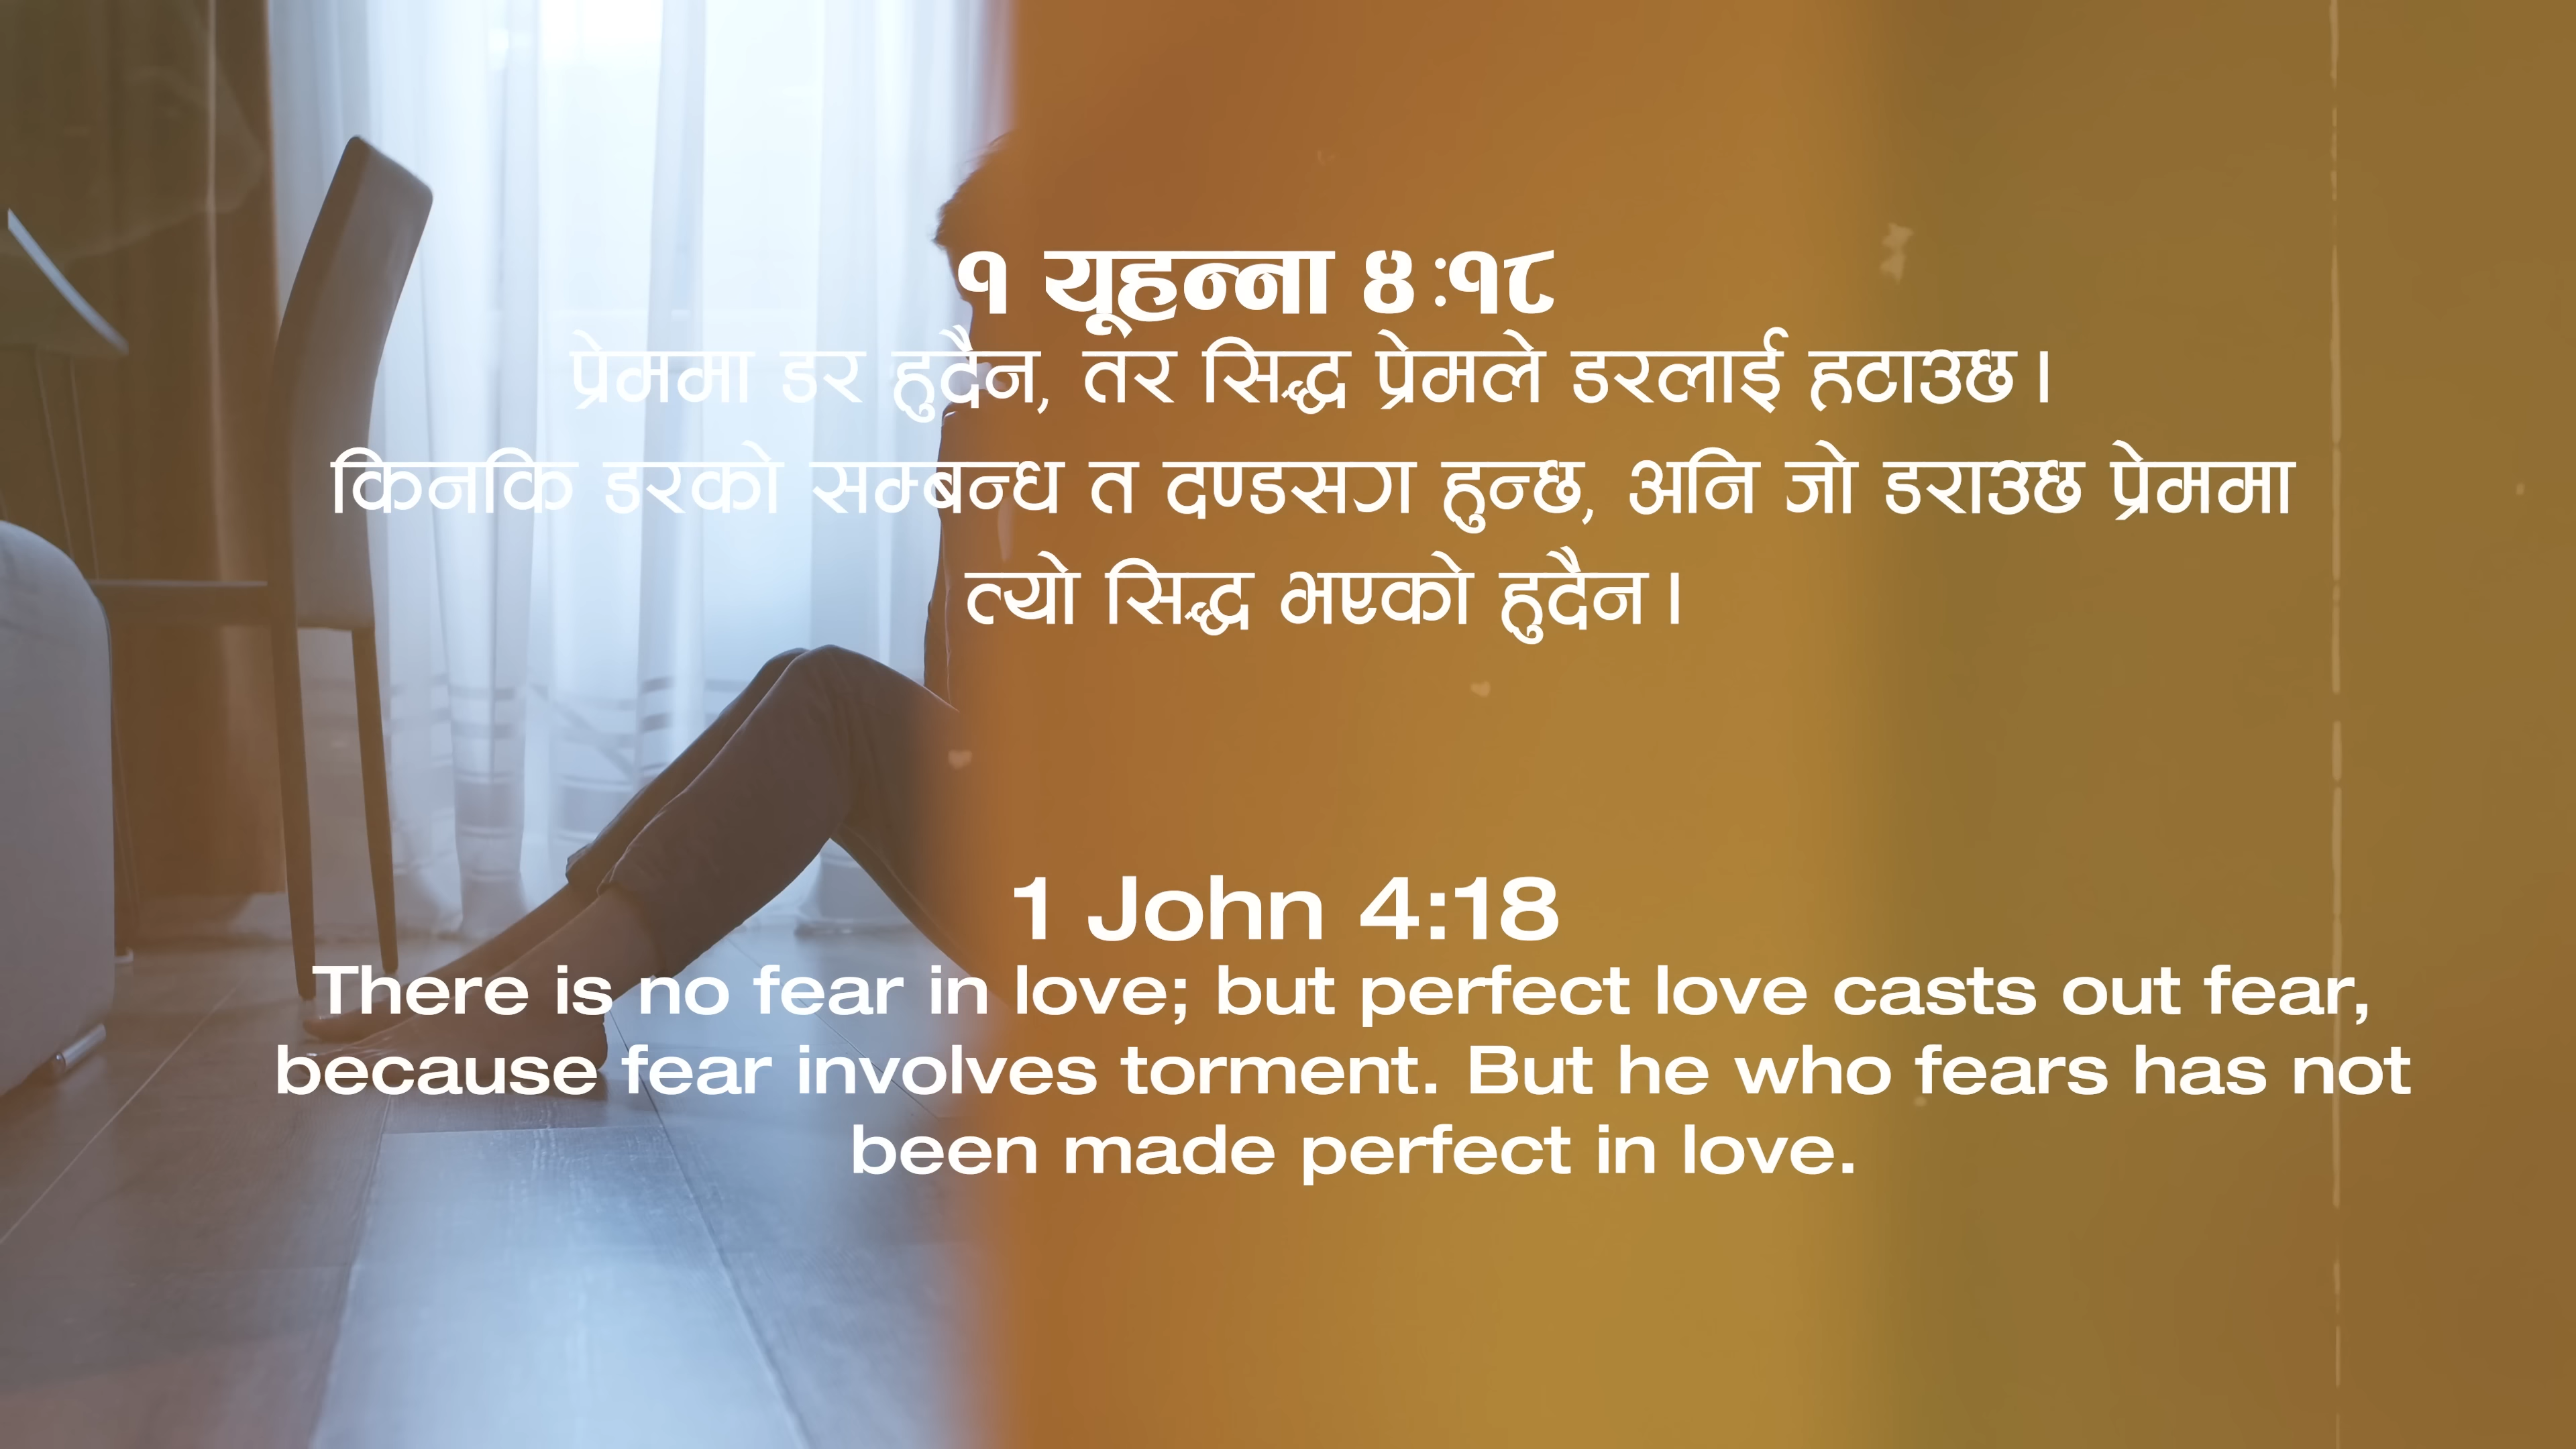 १ यूहन्ना ४:१८
प्रेममा डर हुदैन, तर सिद्ध प्रेमले डरलाई हटाउछ।
किनकि डरको सम्बन्ध त दण्डसग हुन्छ, अनि जो डराउछ प्रेममा
त्यो सिद्ध भएको हुदैन।
1 John 4:18
There is no fear in love; but perfect love casts out fear,
because fear involves torment. But he who fears has not
been made perfect in love.